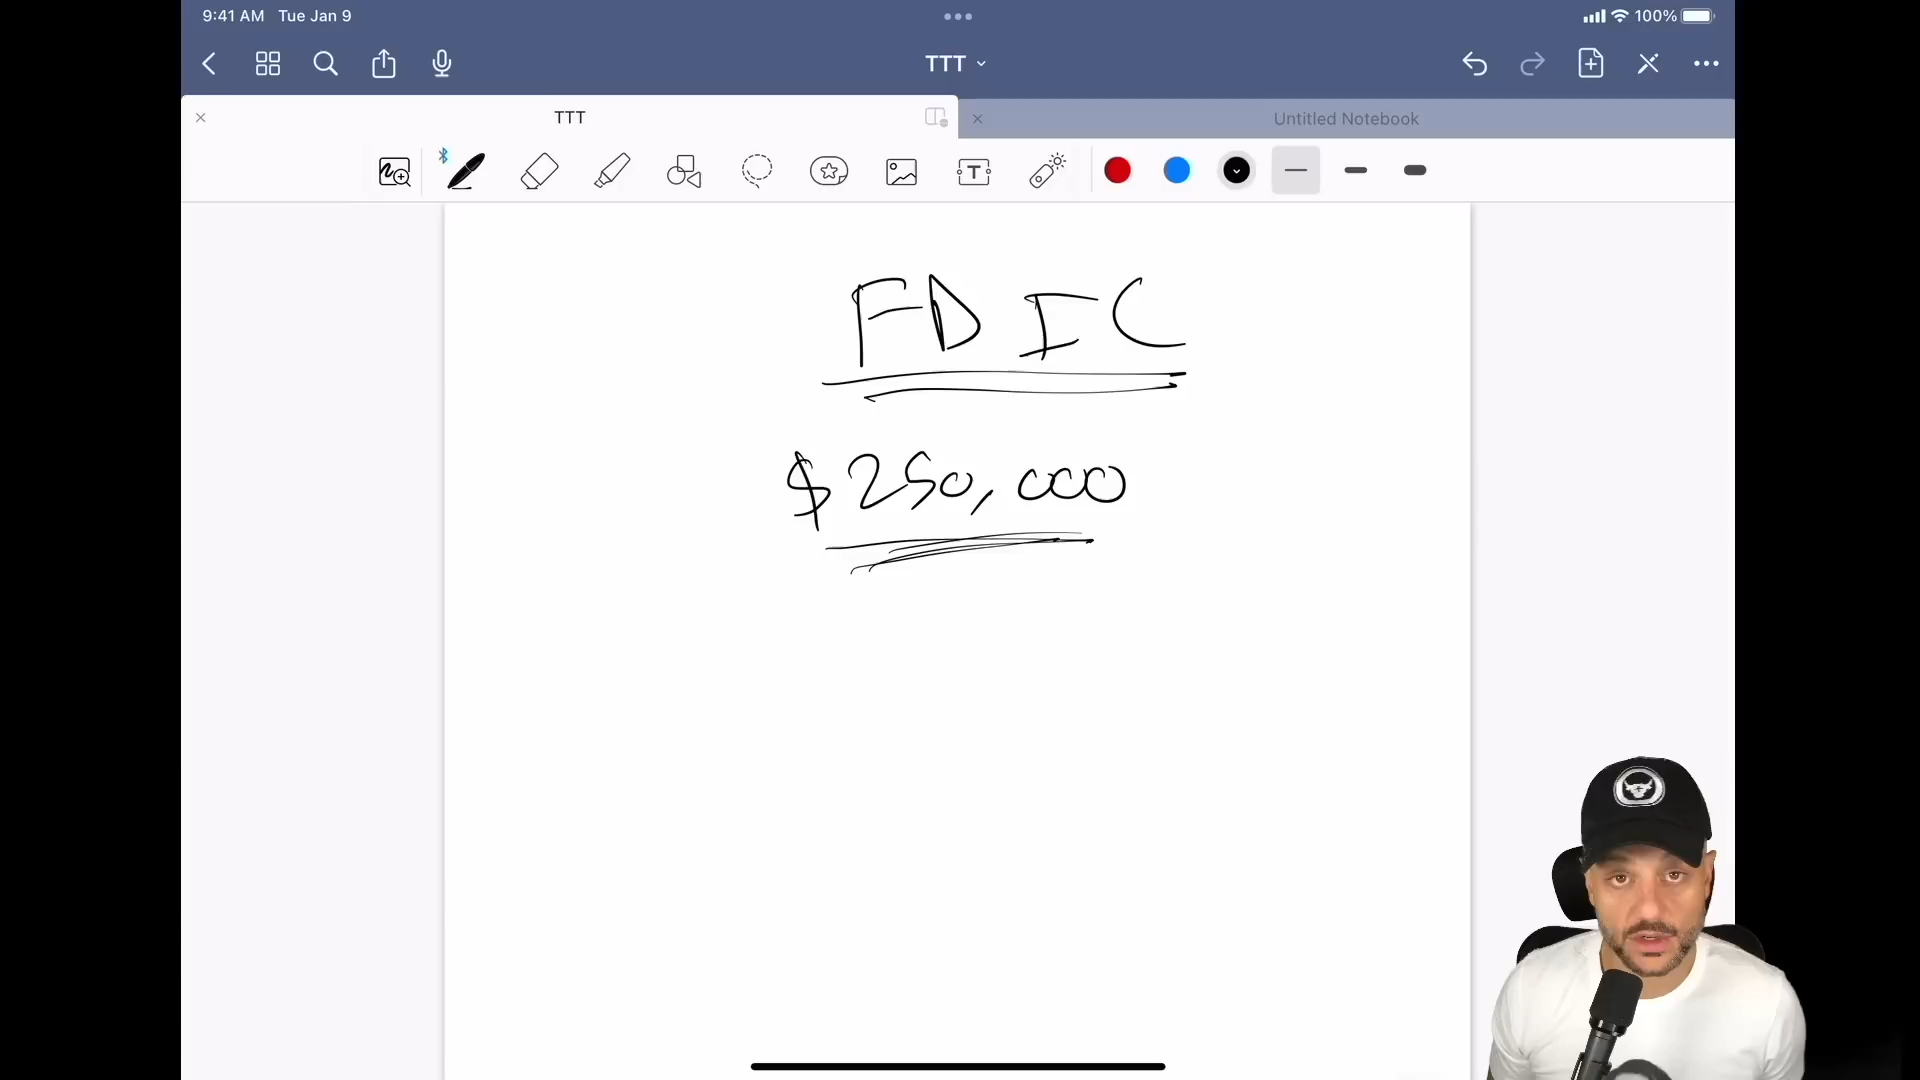 9:41 AM Tue Jan 9
100%
TTT
TTT
Untitled Notebook
T
FDIC
$250,000